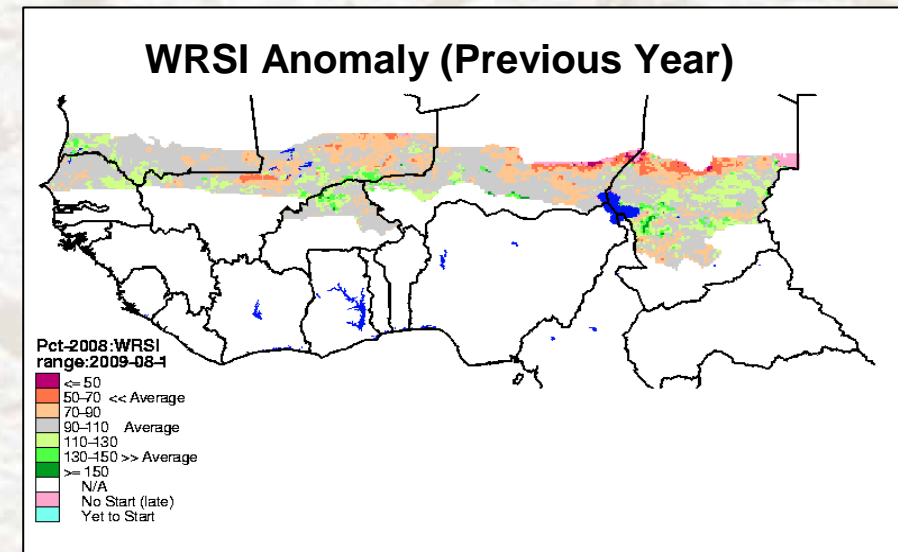 WRSI Anomaly (Previous Year)
Pct-2008:WRSI
range:2009-08-1
<= 50
50-70 << Average
70-90
90-110 Average
110-130
130-150 >> Average
>= 150
N/A
No Start (late)
Yet to Start